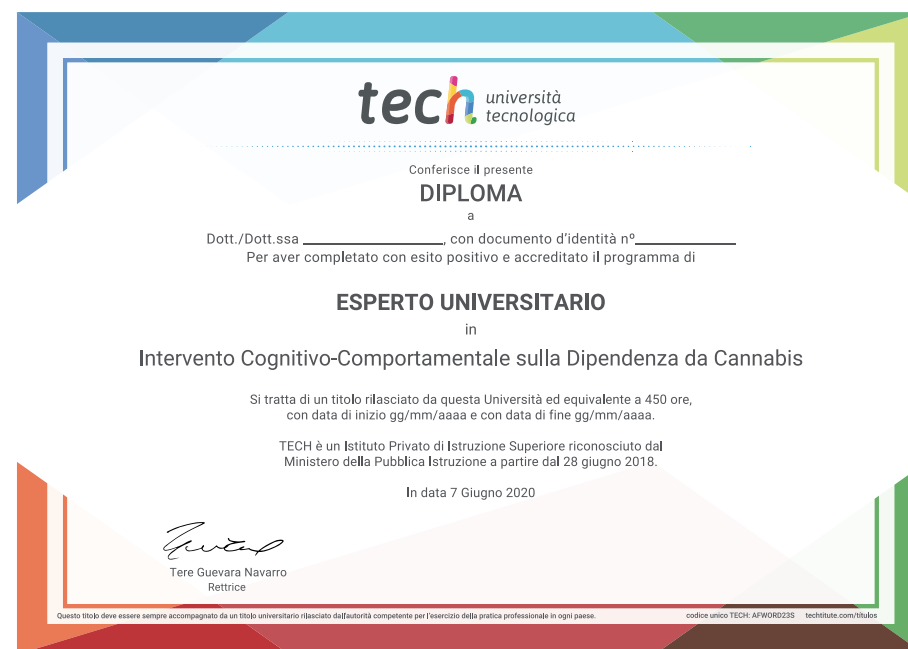 tech università
tecnologica
Conferisce il presente
DIPLOMA
a
Dott./Dott.ssa ____________________, con documento d'identità nº______________
Per aver completato con esito positivo e accreditato il programma di
ESPERTO UNIVERSITARIO
in
Intervento Cognitivo-Comportamentale sulla Dipendenza da Cannabis
Si tratta di un titolo rilasciato da questa Università ed equivalente a 450 ore,
con data di inizio gg/mm/aaaa e con data di fine gg/mm/aaaa.
TECH è un Istituto Privato di Istruzione Superiore riconosciuto dal
Ministero della Pubblica Istruzione a partire dal 28 giugno 2018.
In data 7 Giugno 2020
Tere Guevara Navarro
Rettrice
Questo titolo deve essere sempre accompagnato da un titolo universitario rilasciato dall'autorità competente per l'esercizio della pratica professionale in ogni paese. codice unico TECH: AFWORD23S techtitute.com/titulos